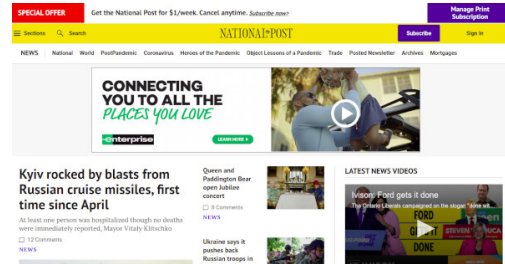 SPECIAL OFFER
Get the National Post for $1/week. Cancel anytime. Subscribe now>
Manage Print
Subscription
Sections
Search
NATIONAL POST
Subscribe
Sign In
NEWS National World PostPandemic Coronavirus Heroes of the Pandemic Object Lessons of a Pandemic Trade Posted Newsletter Archives Mortgages
CONNECTING
YOU TO ALL THE
PLACES YOU LOVE
enterprise
LEARN MORE
Kyiv rocked by blasts from
Russian cruise missiles, first
time since April
At least one person was hospitalized though no deaths
were immediately reported, Mayor Vitaly Klitschko
12 Comments
NEWS
Queen and
Paddington Bear
open Jubilee
concert
8 Comments
NEWS
Ukraine says it
pushes back
Russian troops in
LATEST NEWS VIDEOS
Ivison: Ford gets it done
The Ontario Liberals campaigned on the slogan "done wit
FORD
GETS IT
DONE
STEVEN